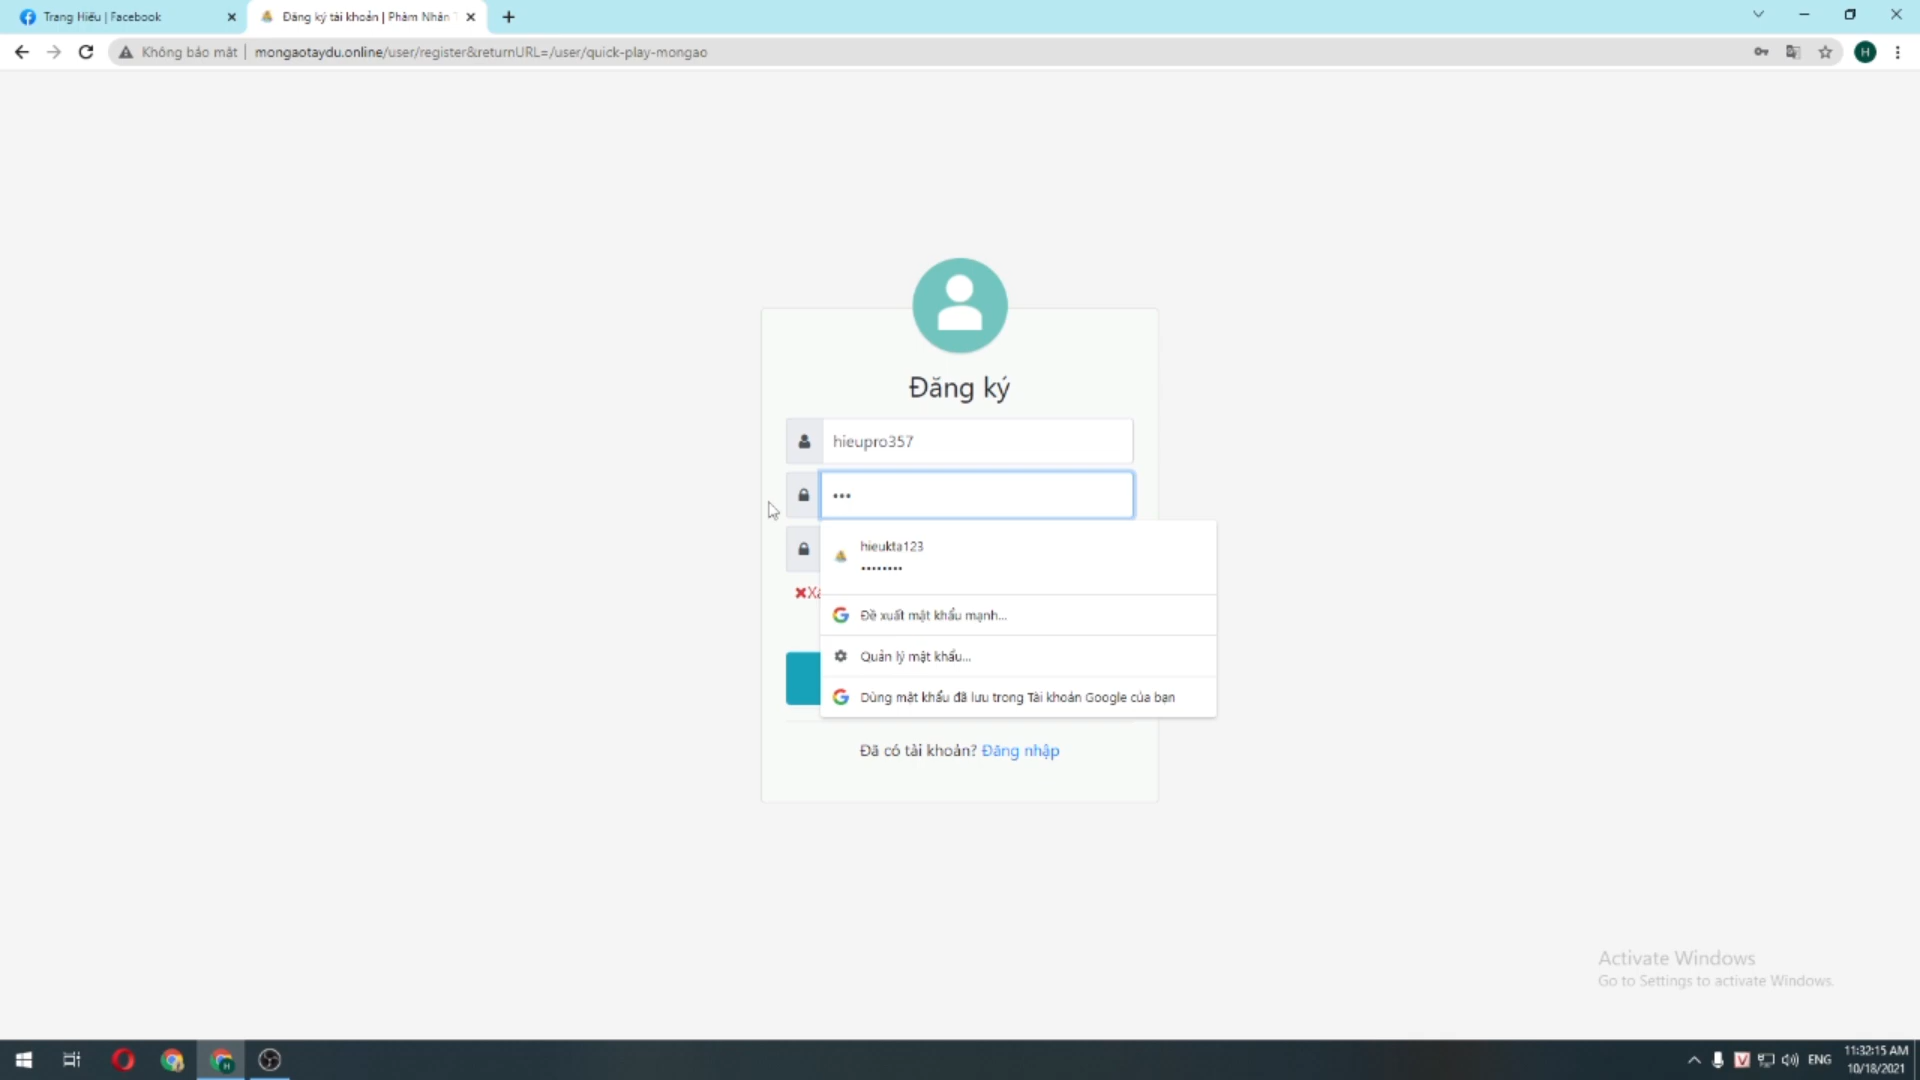 Trang Hiếu | Facebook
Đăng ký tài khoản | Phàm Nhân T
Không bảo mật
mongaotaydu.online/user/register&returnURL=/user/quick-play-mongao
H
Đăng ký
hieupro357
•••
hieukta123
••••••••
Xá
Đề xuất mật khẩu mạnh...
Quản lý mật khẩu...
Dùng mật khẩu đã lưu trong Tài khoản Google của bạn
Đã có tài khoản? Đăng nhập
Activate Windows
Go to Settings to activate Windows.
ENG
11:32:15 AM
10/18/2021